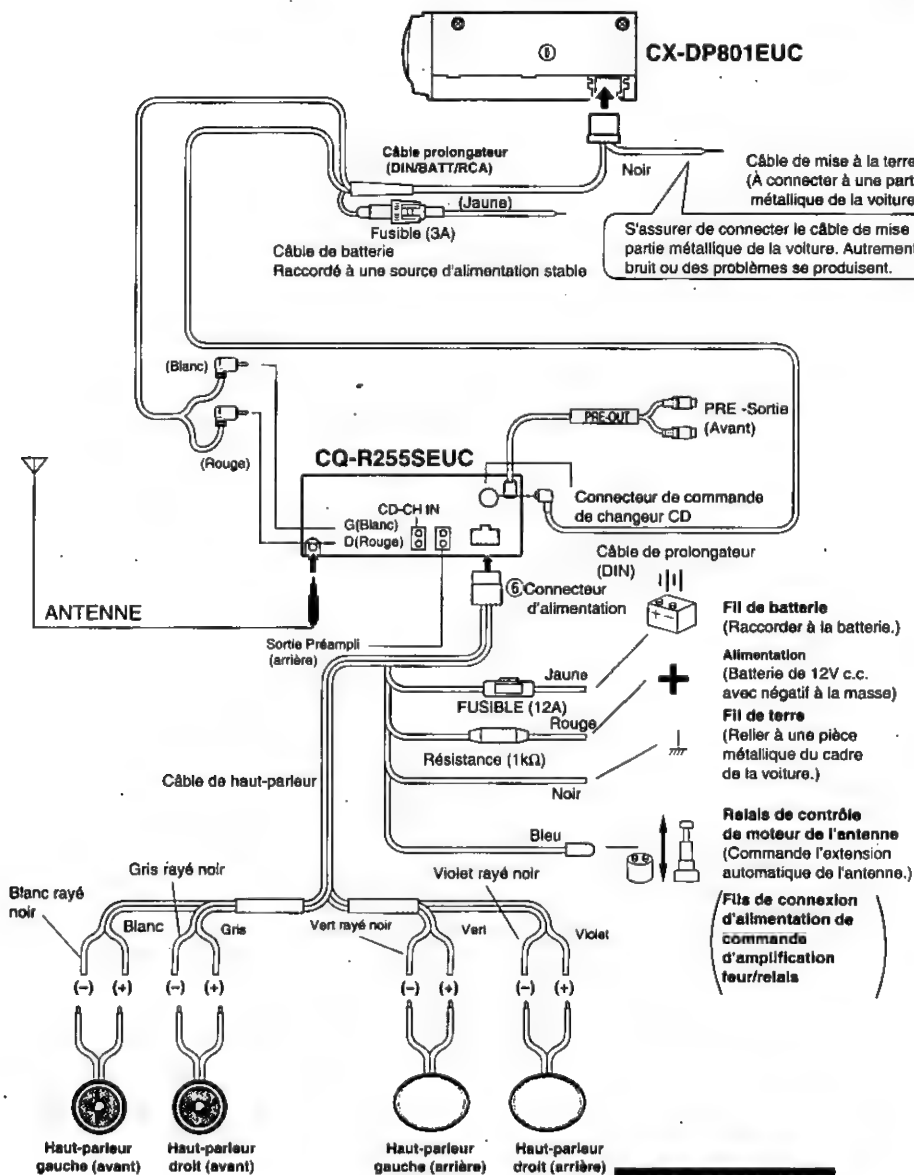 CX-DP801EUC
Câble prolongateur
(DIN/BATT/RCA)
Noir
Câble de mise à la terre
(À connecter à une part
métallique de la voiture
(Jaune)
Fusible (3A)
Câble de batterie
Raccordé à une source d'alimentation stable
S'assurer de connecter le câble de mise
partie métallique de la voiture. Autrement
bruit ou des problèmes se produisent.
(Blanc)
(Rouge)
PRE-OUT
PRE -Sortie
(Avant)
CQ-R255SEUC
CD-CH IN
G(Blanc)
D(Rouge)
Connecteur de commande
de changeur CD
Câble de prolongateur
(DIN)
ANTENNE
⑥Connecteur
d'alimentation
Sortie Préampli
(arrière)
Fil de batterie
(Raccorder à la batterie.)
Jaune
FUSIBLE (12A)
Alimentation
(Batterie de 12V c.c.
avec négatif à la masse)
Rouge
Résistance (1kΩ)
Fil de terre
(Relier à une pièce
métallique du cadre
de la voiture.)
Noir
Câble de haut-parleur
Bleu
Relais de contrôle
de moteur de l'antenne
(Commande l'extension
automatique de l'antenne.)
(Fils de connexion
d'alimentation de
commande
d'amplification
teur/relais)
Blanc rayé
noir
Gris rayé noir
Violet rayé noir
Blanc
Gris
Vert rayé noir
Vert
Violet
(–) (+) (–) (+) (–) (+) (–) (+)
Haut-parleur
gauche (avant)
Haut-parleur
droit (avant)
Haut-parleur
gauche (arrière)
Haut-parleur
droit (arrière)